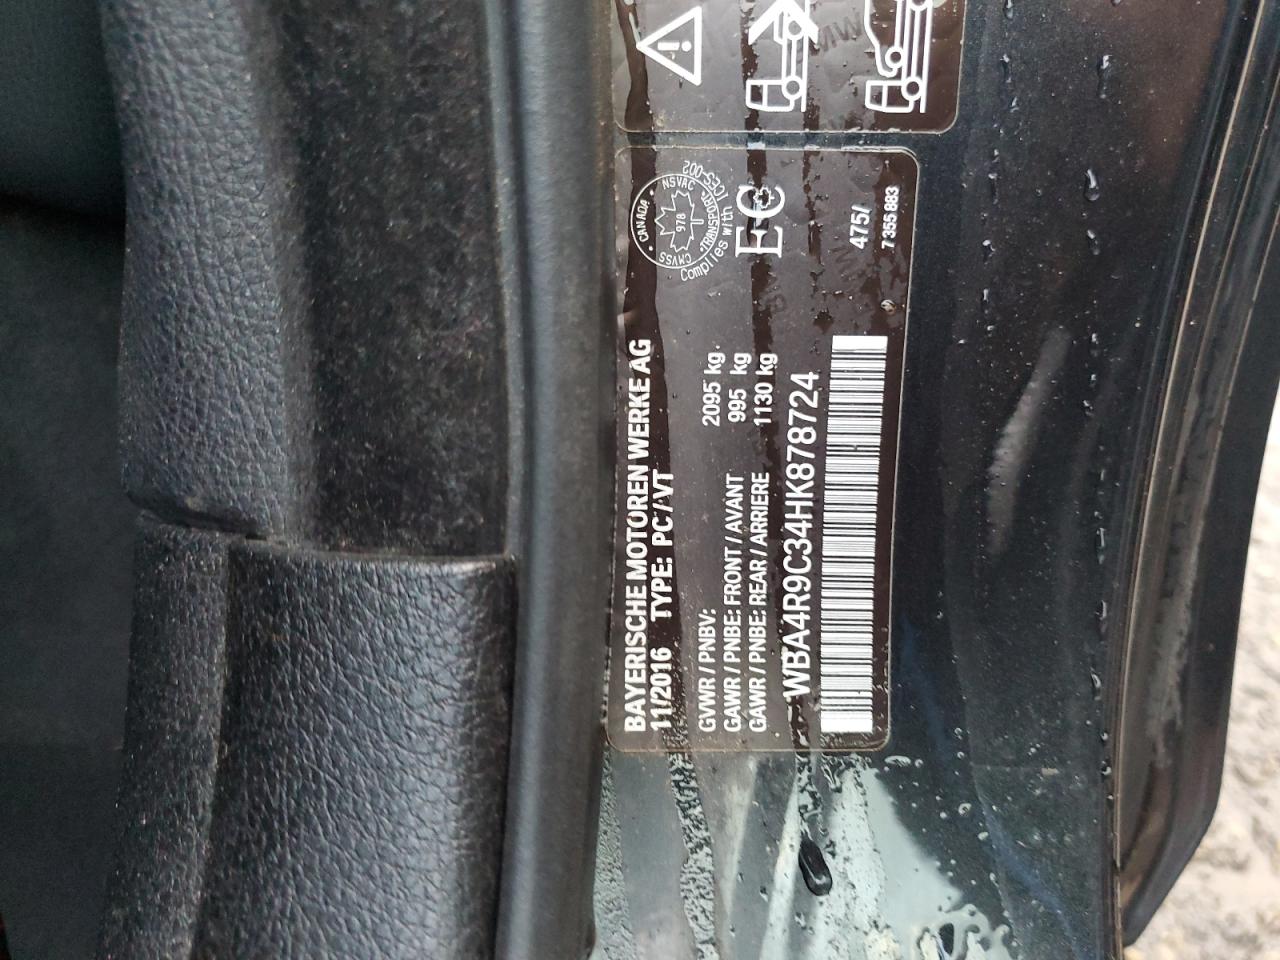 BAYERISCHE MOTOREN WERKE AG
11/2016 TYPE: PC / VT
GVWR / PNBV: 2095 kg
GAWR / PNBE: FRONT / AVANT 995 kg
GAWR / PNBE: REAR / ARRIERE 1130 kg
WBA4R9C34HK878724
CANADA
NSVAC
TRANSPORT
CMVSS
978
Complies with ICES-002
EC
475/
7 355 883